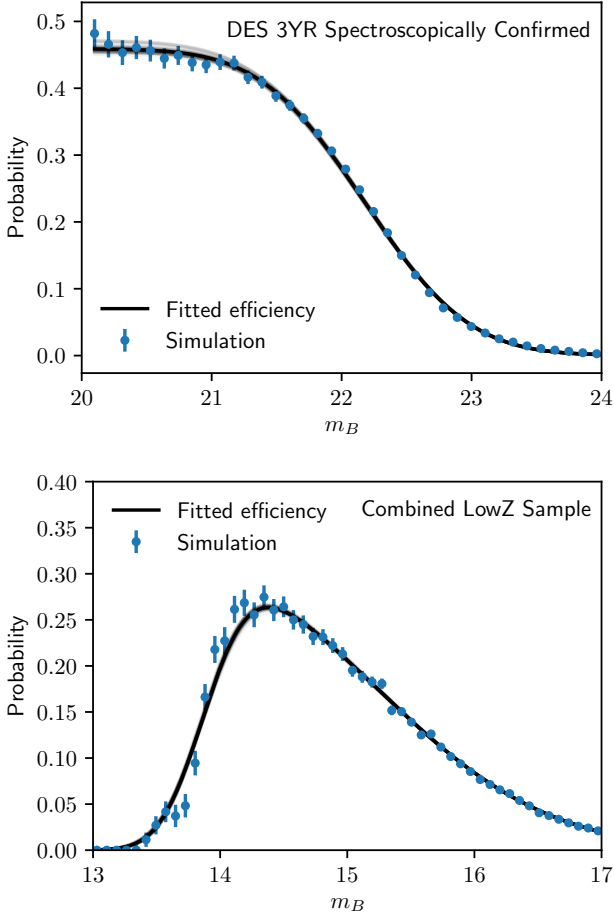 DES 3YR Spectroscopically Confirmed
0.5
0.4
0.3
0.2
0.1
0.0
Probability
Fitted efficiency
Simulation
20 21 22 23 24
m_B
0.40
0.35
0.30
0.25
0.20
0.15
0.10
0.05
0.00
Probability
Fitted efficiency
Simulation
Combined LowZ Sample
13 14 15 16 17
m_B